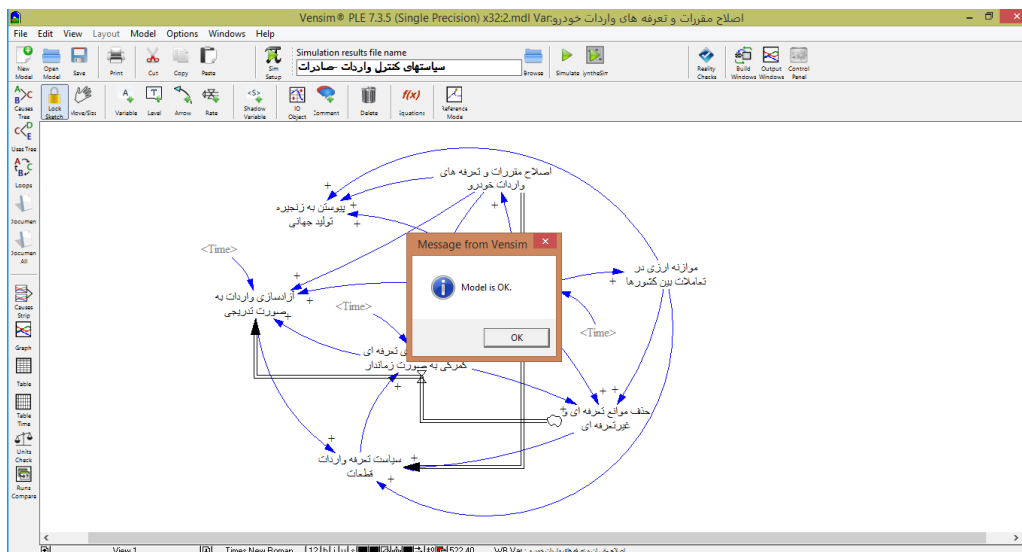 Vensim® PLE 7.3.5 (Single Precision) x32:2.mdl Var:اصلاح مقررات و تعرفه های واردات خودرو
File Edit View Layout Model Options Windows Help
Simulation results file name
سیاستهای کنترل واردات -صادرات
New Model
Open Model
Save
Print
Cut
Copy
Paste
Sim Setup
Browse
Simulate
SyntheSim
Reality Checks
Build Windows
Output Windows
Control Panel
Causes Tree
Lock Sketch
Move/Size
Variable
Level
Arrow
Rate
Shadow Variable
IO Object
Comment
Delete
Equations
Reference Mode
Uses Tree
Loops
Documen
Documen All
Causes Strip
Graph
Table
Table Time
Units Check
Runs Compare
اصلاح مقررات و تعرفه های
واردات خودرو
پیوستن به زنجیره
تولید جهانی
<Time>
موازنه ارزی در
تعاملات بین کشورها
آزادسازی واردات به
صورت تدریجی
<Time>
<Time>
تعرفه ای
گمرکی به صورت زماندار
حذف موانع تعرفه ای و
غیرتعرفه ای
سیاست تعرفه واردات
قطعات
Message from Vensim
Model is OK.
OK
View 1
Times New Roman
12
b i u s
522,40
WB Var: